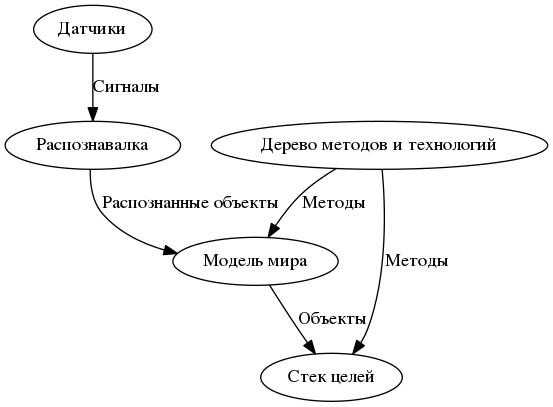 Датчики
Сигналы
Распознавалка
Дерево методов и технологий
Распознанные объекты
Методы
Модель мира
Методы
Объекты
Стек целей